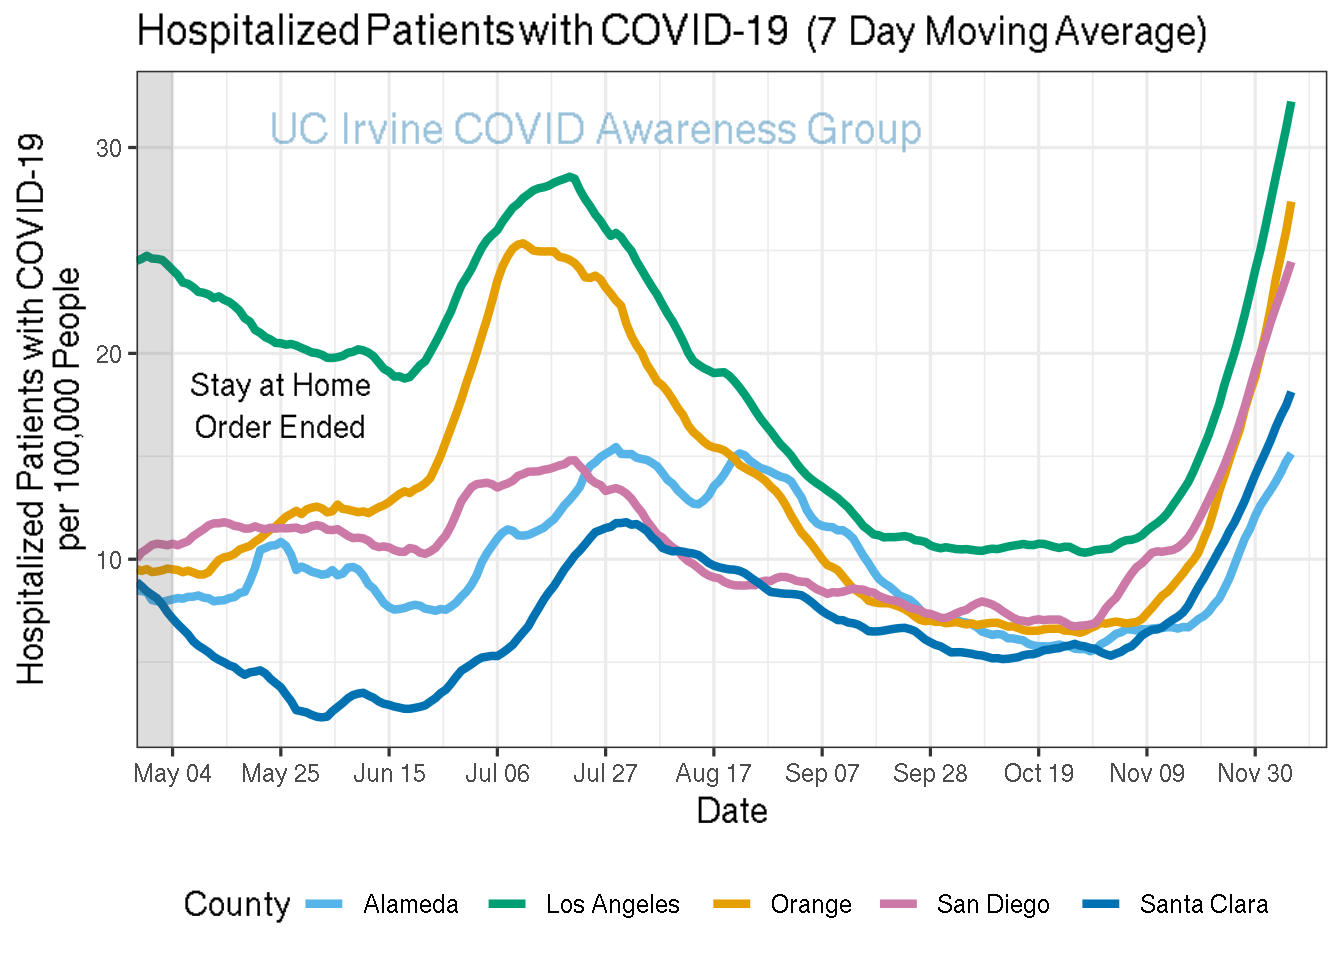 Hospitalized Patients with COVID-19 (7 Day Moving Average)
UC Irvine COVID Awareness Group
Hospitalized Patients with COVID-19
per 100,000 People
30
20
10
Stay at Home
Order Ended
May 04 May 25 Jun 15 Jul 06 Jul 27 Aug 17 Sep 07 Sep 28 Oct 19 Nov 09 Nov 30
Date
County Alameda Los Angeles Orange San Diego Santa Clara